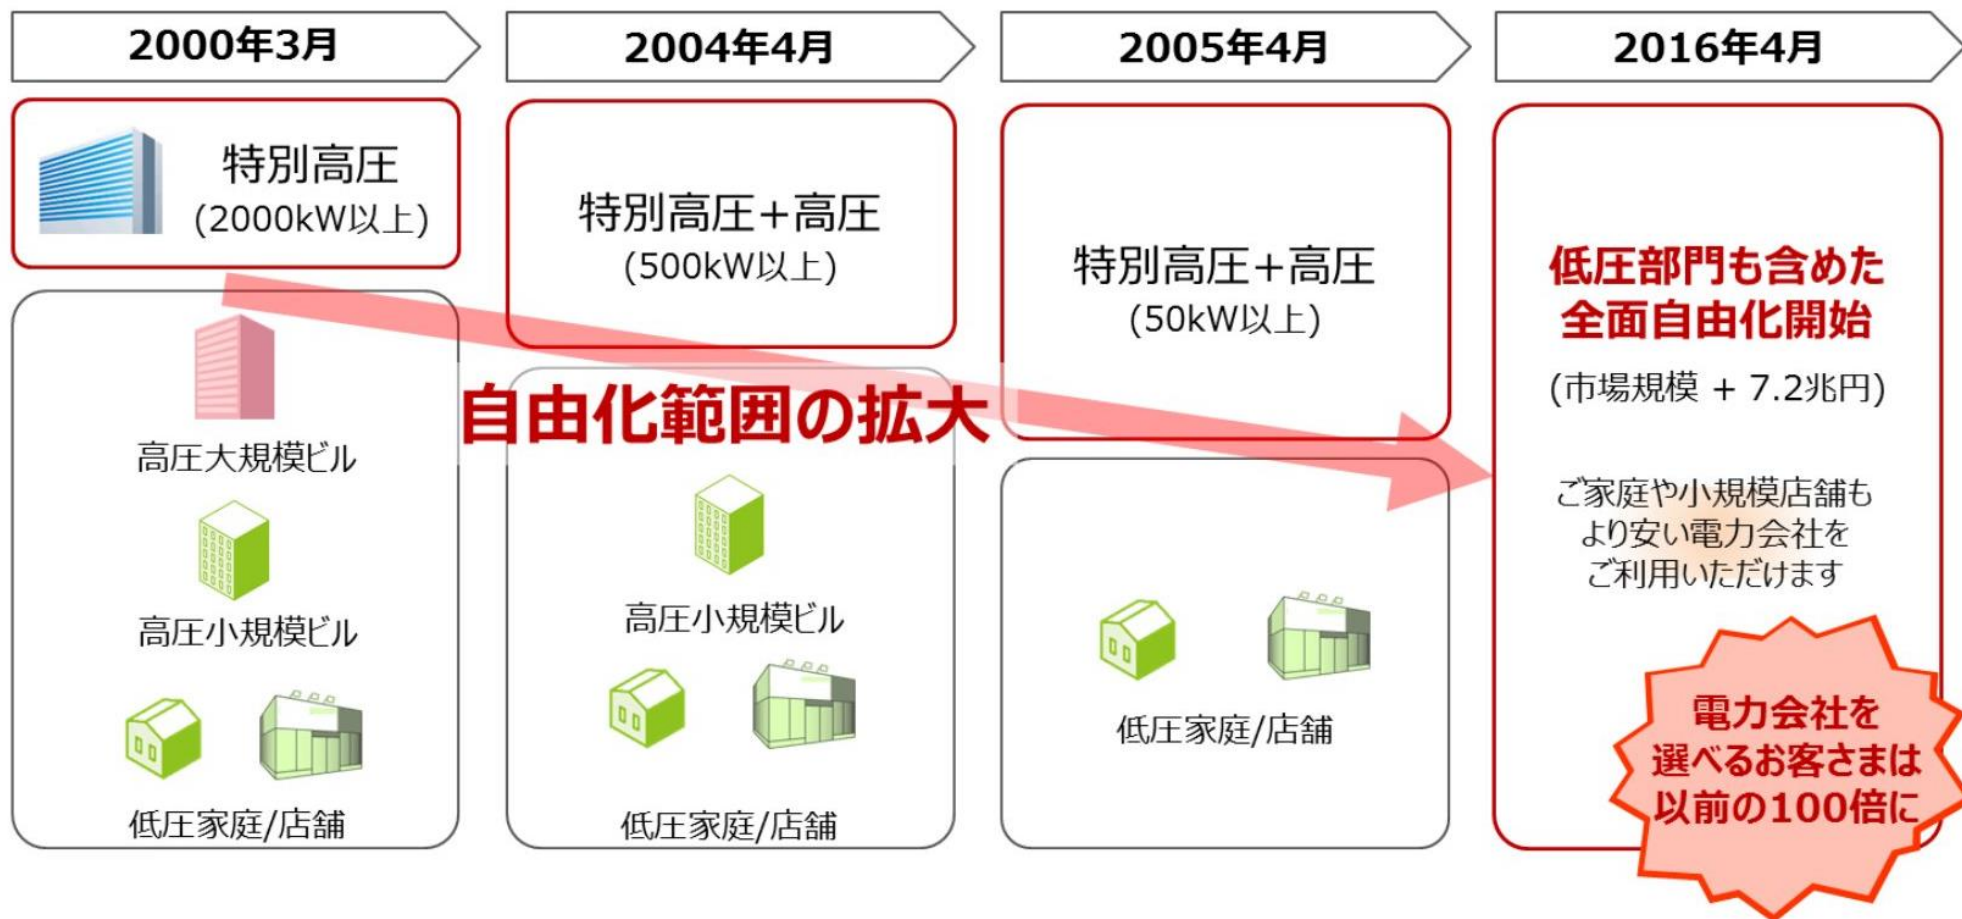 2000年3月
特別高圧
(2000kW以上)
高圧大規模ビル
高圧小規模ビル
低圧家庭/店舗
2004年4月
特別高圧+高圧
(500kW以上)
自由化範囲の拡大
高圧小規模ビル
低圧家庭/店舗
2005年4月
特別高圧+高圧
(50kW以上)
低圧家庭/店舗
2016年4月
低圧部門も含めた
全面自由化開始
(市場規模 + 7.2兆円)
ご家庭や小規模店舗も
より安い電力会社を
ご利用いただけます
電力会社を
選べるお客さまは
以前の100倍に